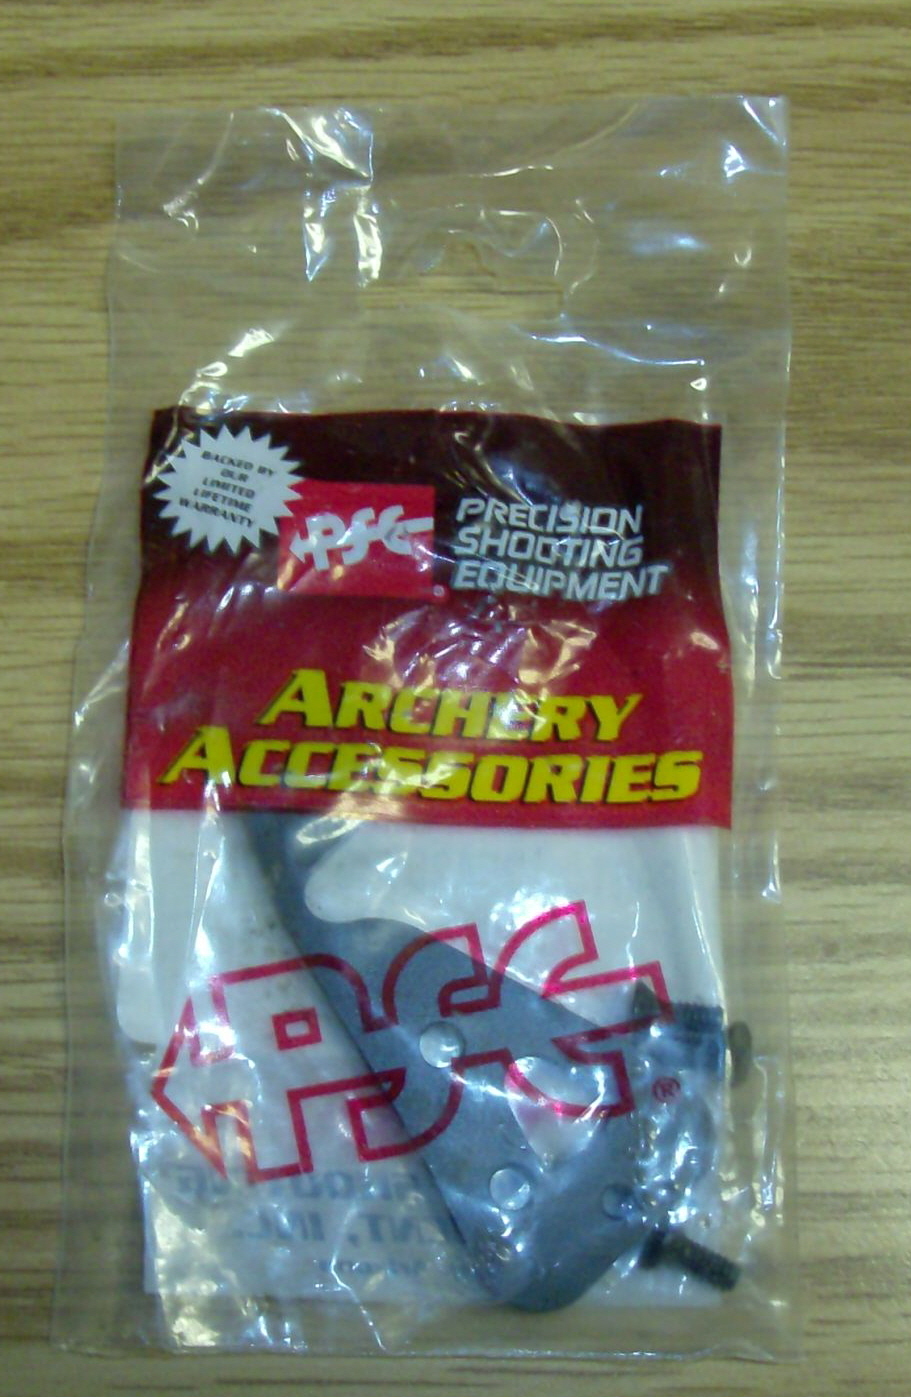 BACKED BY
OUR
LIMITED
LIFETIME
WARRANTY
PSE
PRECISION
SHOOTING
EQUIPMENT
ARCHERY
ACCESSORIES
PSE®